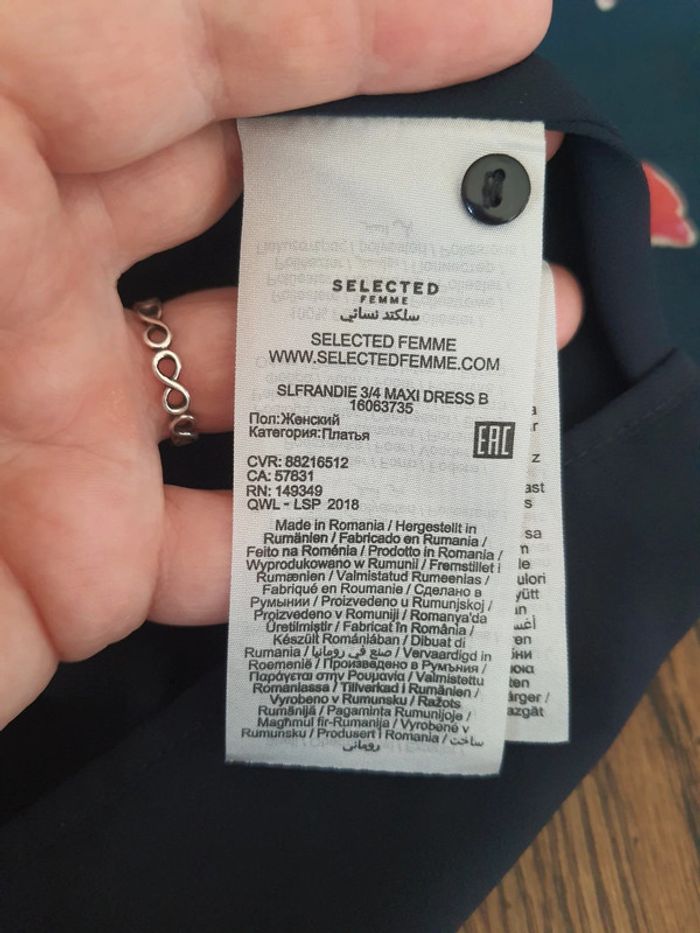 SELECTED
FEMME
سلكتد نسائي
SELECTED FEMME
WWW.SELECTEDFEMME.COM
SLFRANDIE 3/4 MAXI DRESS B
16063735
Пол:Женский
Категория:Платья
EAC
CVR: 88216512
CA: 57831
RN: 149349
QWL - LSP 2018
Made in Romania / Hergestellt in
Rumänien / Fabricado en Rumania /
Feito na Roménia / Prodotto in Romania /
Wyprodukowano w Rumunii / Fremstillet i
Rumænien / Valmistatud Rumeenias /
Fabriqué en Roumanie / Сделано в
Румынии / Proizvedeno u Rumunjskoj /
Proizvedeno v Romuniji / Romanya'da
Üretilmiştir / Fabricat în România /
Készült Romániában / Dibuat di
Rumania / صنع في رومانيا / Vervaardigd in
Roemenië / Произведено в Румъния /
Παράγεται στην Ρουμανία / Valmistettu
Romaniassa / Tillverkad i Rumänien /
Vyrobeno v Rumunsku / Ražots
Rumānijā / Pagaminta Rumunijoje /
Magħmul fir-Rumanija / Vyrobené v
Rumunsku / Produsert i Romania / ساخت
رومانی